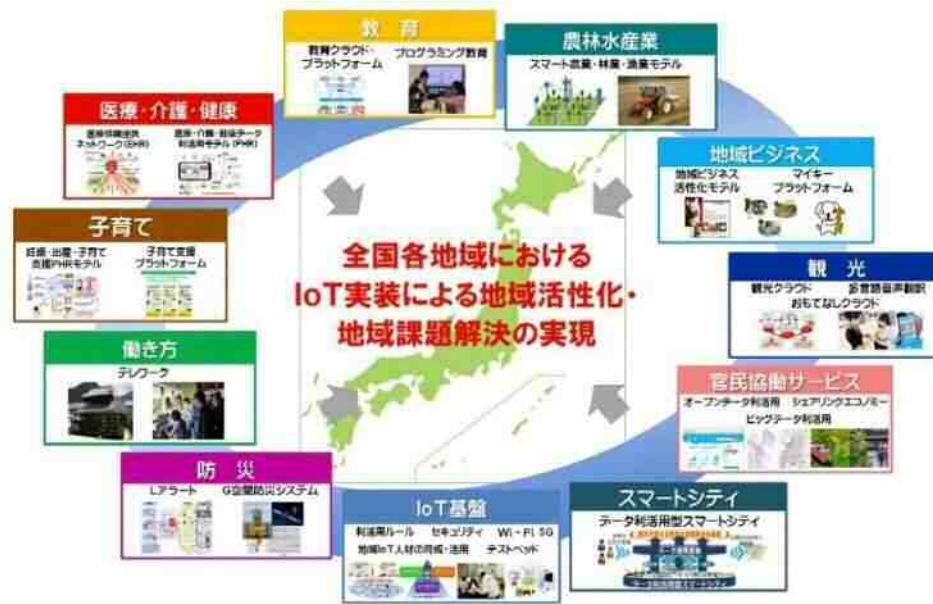 教 育
教育クラウド・
プラットフォーム
プログラミング教育
農林水産業
スマート農業・林業・漁業モデル
医療・介護・健康
医療情報連携
ネットワーク(EHR)
医療・介護・健康データ
利活用モデル(PHR)
地域ビジネス
地域ビジネス
活性化モデル
マイキー
プラットフォーム
子育て
妊娠・出産・子育て
支援PHRモデル
子育て支援
プラットフォーム
全国各地域における
IoT実装による地域活性化・
地域課題解決の実現
観 光
観光クラウド 多言語音声翻訳
おもてなしクラウド
働き方
テレワーク
官民協働サービス
オープンデータ利活用 シェアリングエコノミー
ビッグデータ利活用
防 災
Lアラート G空間防災システム
IoT基盤
利活用ルール セキュリティ Wi-Fi, 5G
地域IoT人材の育成・活用 テストベッド
スマートシティ
データ利活用型スマートシティ
データ利活用型スマートシティ